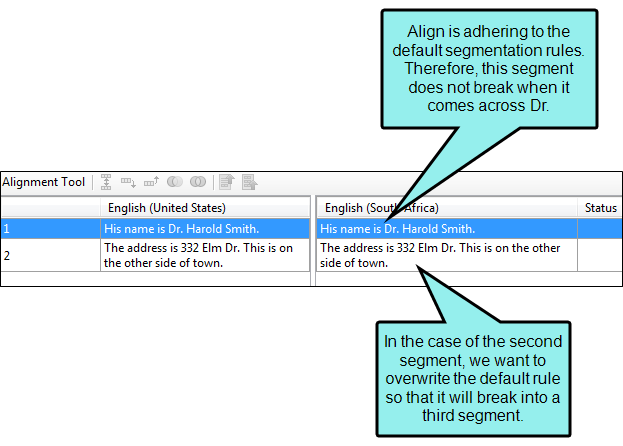 Align is adhering to the
default segmentation rules.
Therefore, this segment
does not break when it
comes across Dr.
Alignment Tool
English (United States)
English (South Africa)
Status
1
His name is Dr. Harold Smith.
His name is Dr. Harold Smith.
2
The address is 332 Elm Dr. This is on
the other side of town.
The address is 332 Elm Dr. This is on the other
side of town.
In the case of the second
segment, we want to
overwrite the default rule
so that it will break into a
third segment.